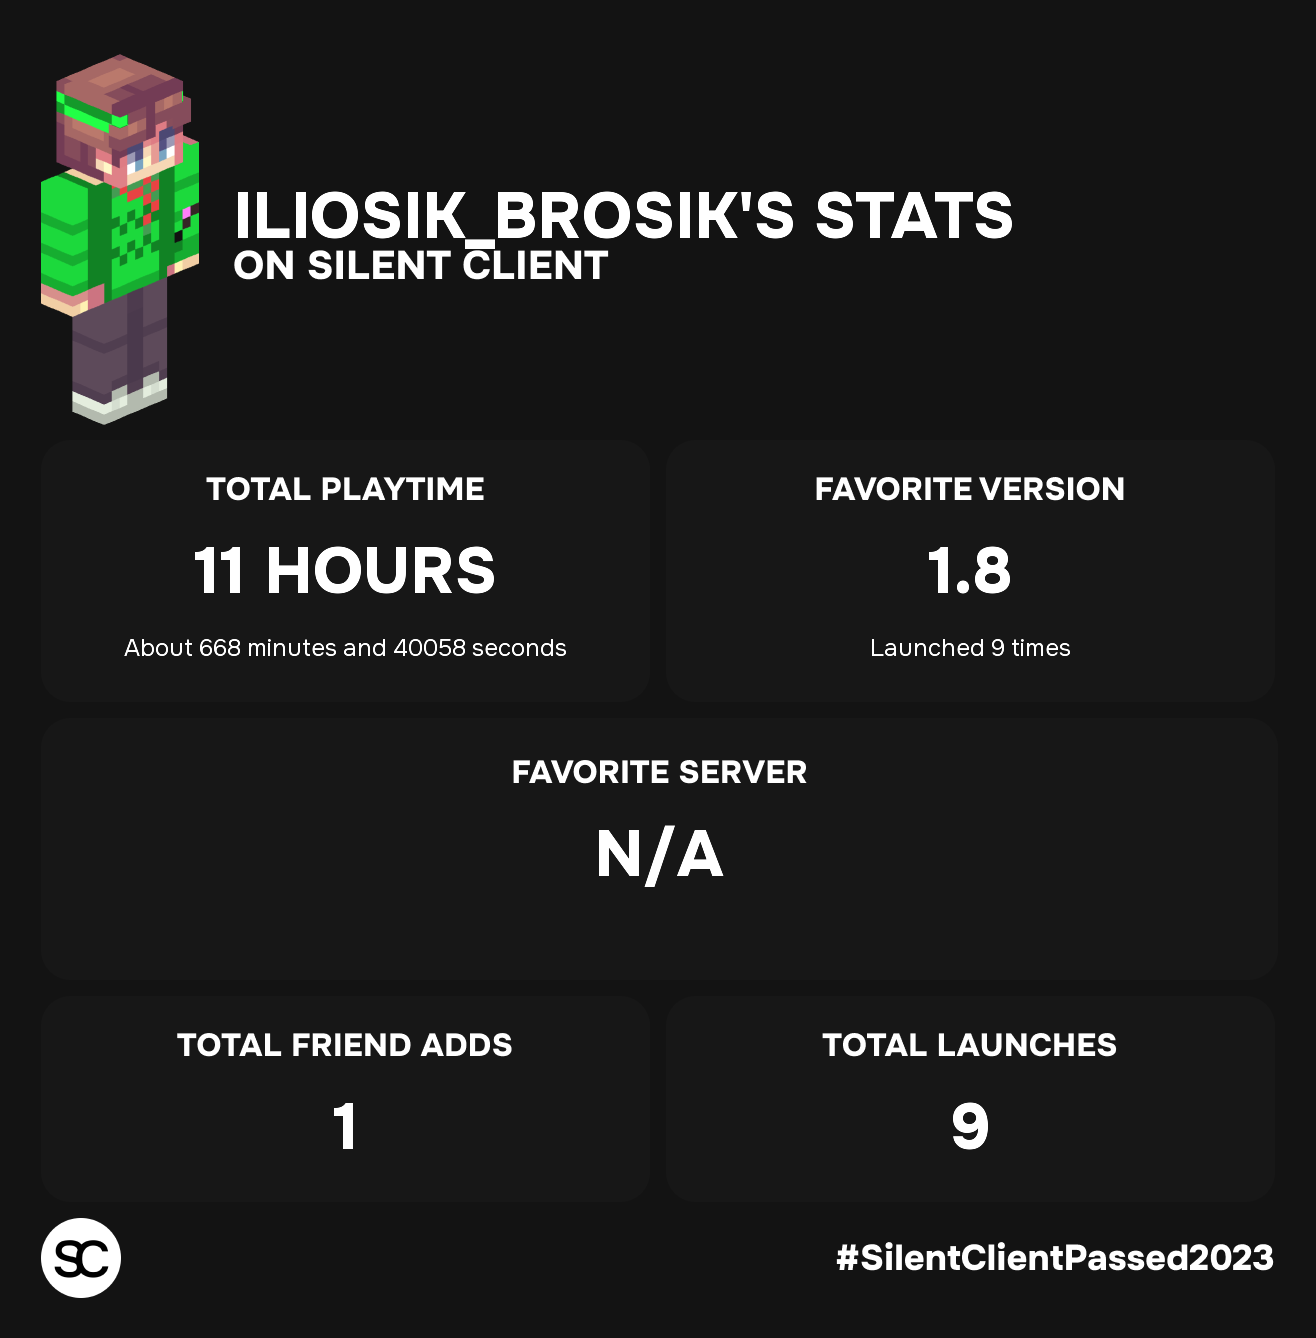 ILIOSIK_BROSIK'S STATS
ON SILENT CLIENT
TOTAL PLAYTIME
11 HOURS
About 668 minutes and 40058 seconds
FAVORITE VERSION
1.8
Launched 9 times
FAVORITE SERVER
N/A
TOTAL FRIEND ADDS
1
TOTAL LAUNCHES
9
SC
#SilentClientPassed2023